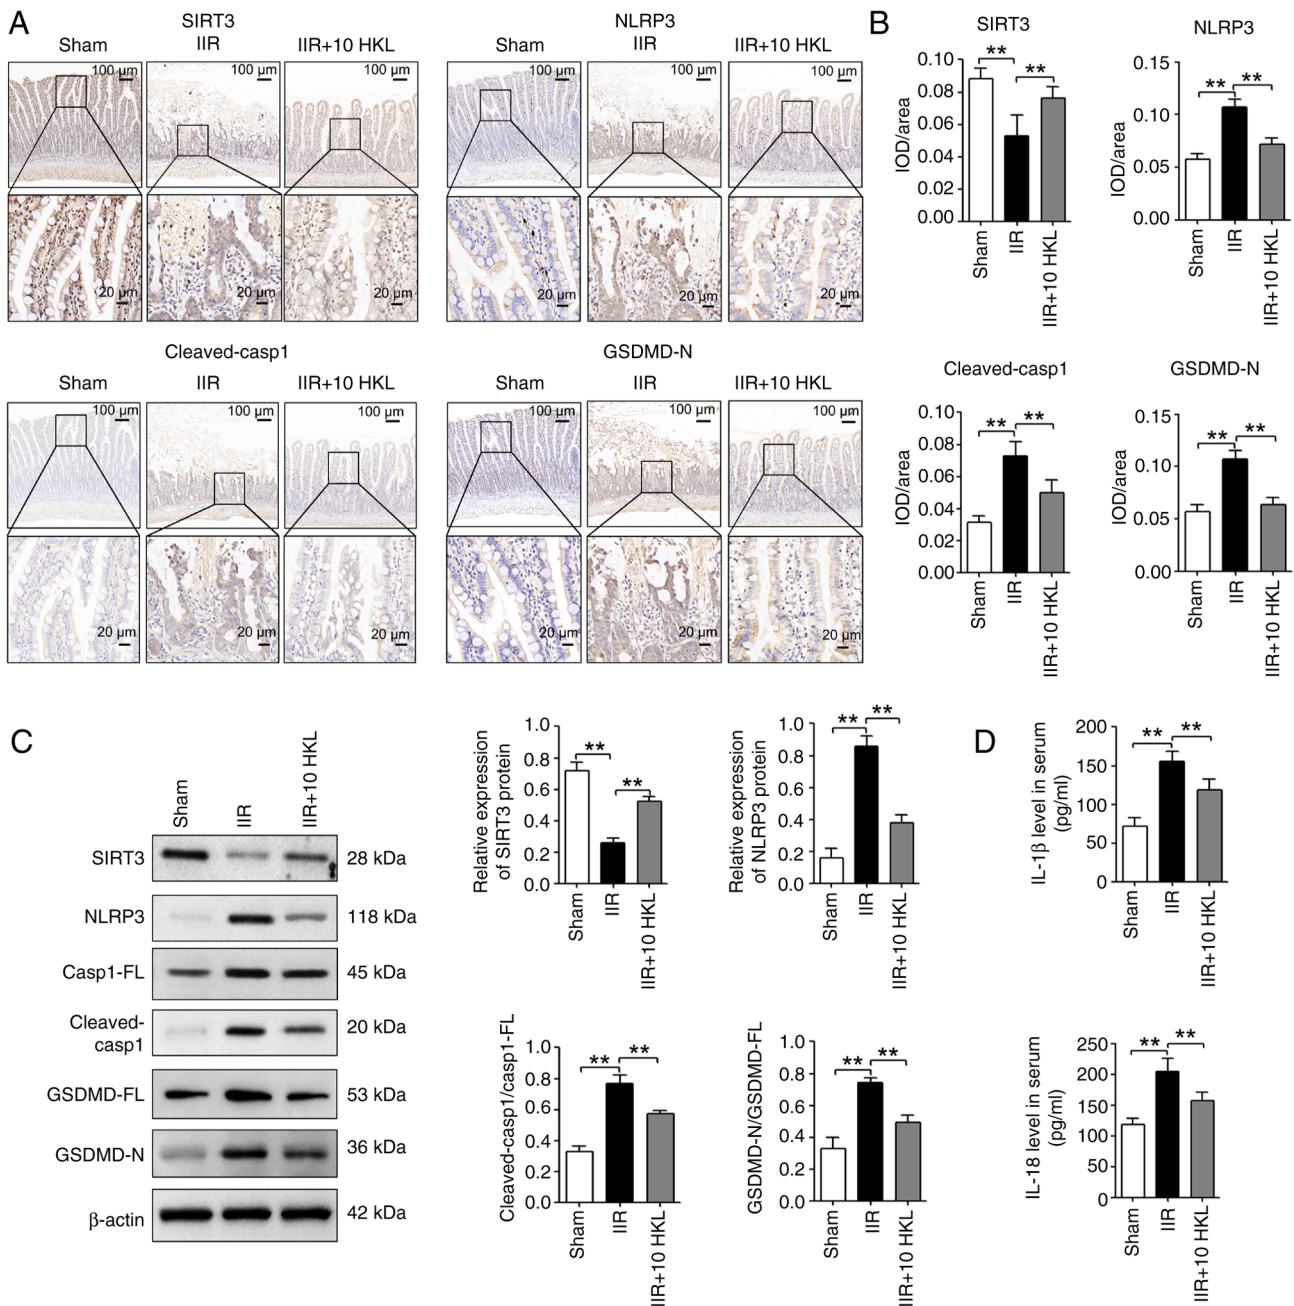 A
SIRT3
Sham IIR IIR+10 HKL
100 µm 100 µm 100 µm
20 µm 20 µm 20 µm
NLRP3
Sham IIR IIR+10 HKL
100 µm 100 µm 100 µm
20 µm 20 µm 20 µm
Cleaved-casp1
Sham IIR IIR+10 HKL
100 µm 100 µm 100 µm
20 µm 20 µm 20 µm
GSDMD-N
Sham IIR IIR+10 HKL
100 µm 100 µm 100 µm
20 µm 20 µm 20 µm
B
SIRT3
IOD/area
0.10
0.08
0.06
0.04
0.02
0.00
** **
Sham IIR IIR+10 HKL
NLRP3
IOD/area
0.15
0.10
0.05
0.00
** **
Sham IIR IIR+10 HKL
Cleaved-casp1
IOD/area
0.10
0.08
0.06
0.04
0.02
0.00
** **
Sham IIR IIR+10 HKL
GSDMD-N
IOD/area
0.15
0.10
0.05
0.00
** **
Sham IIR IIR+10 HKL
C
Sham IIR IIR+10 HKL
SIRT3 28 kDa
NLRP3 118 kDa
Casp1-FL 45 kDa
Cleaved-
casp1 20 kDa
GSDMD-FL 53 kDa
GSDMD-N 36 kDa
β-actin 42 kDa
Relative expression
of SIRT3 protein
1.0
0.8
0.6
0.4
0.2
0.0
** **
Sham IIR IIR+10 HKL
Relative expression
of NLRP3 protein
1.0
0.8
0.6
0.4
0.2
0.0
** **
Sham IIR IIR+10 HKL
Cleaved-casp1/casp1-FL
1.0
0.8
0.6
0.4
0.2
0.0
** **
Sham IIR IIR+10 HKL
GSDMD-N/GSDMD-FL
1.0
0.8
0.6
0.4
0.2
0.0
** **
Sham IIR IIR+10 HKL
D
IL-1β level in serum
(pg/ml)
200
150
100
50
0
** **
Sham IIR IIR+10 HKL
IL-18 level in serum
(pg/ml)
250
200
150
100
50
0
** **
Sham IIR IIR+10 HKL